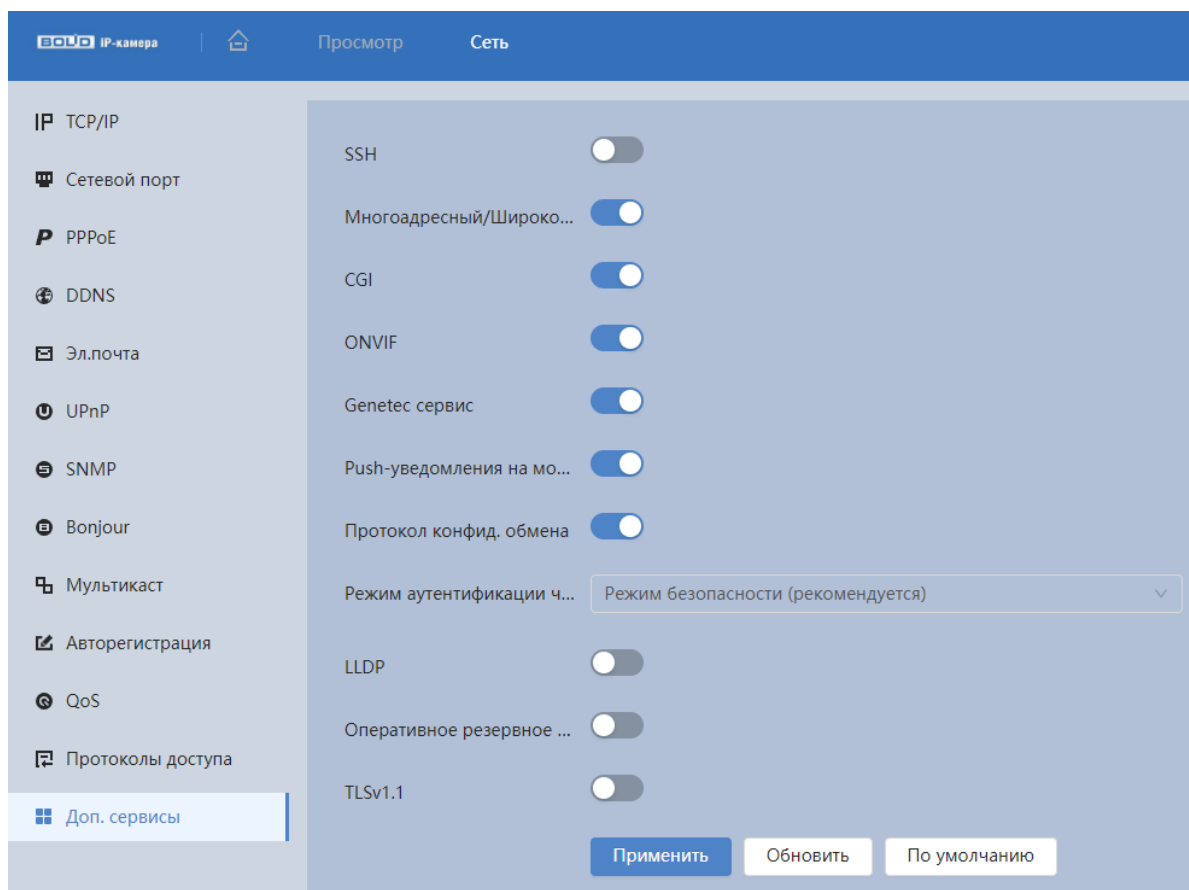 BOLID IP-камера
Просмотр
Сеть
TCP/IP
Сетевой порт
PPPoE
DDNS
Эл.почта
UPnP
SNMP
Bonjour
Мультикаст
Авторегистрация
QoS
Протоколы доступа
Доп. сервисы
SSH
Многоадресный/Широко...
CGI
ONVIF
Genetec сервис
Push-уведомления на мо...
Протокол конфид. обмена
Режим аутентификации ч... Режим безопасности (рекомендуется)
LLDP
Оперативное резервное ...
TLSv1.1
Применить Обновить По умолчанию